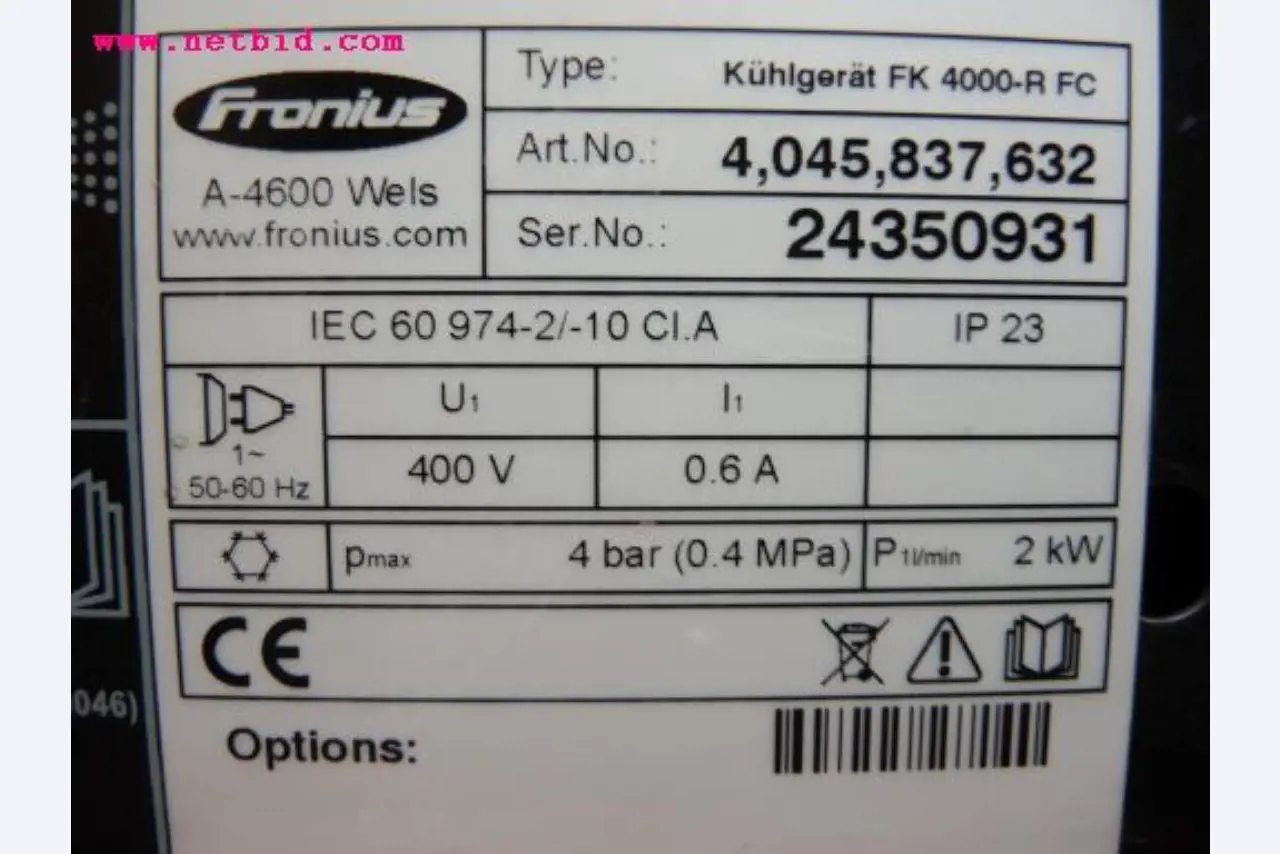 www.netbid.com
Fronius
A-4600 Wels
www.fronius.com
Type: Kühlgerät FK 4000-R FC
Art.No.: 4,045,837,632
Ser.No.: 24350931
IEC 60 974-2/-10 Cl.A IP 23
U1 I1
1~
50-60 Hz
400 V 0.6 A
pmax 4 bar (0.4 MPa) P1l/min 2 kW
CE
046)
Options: